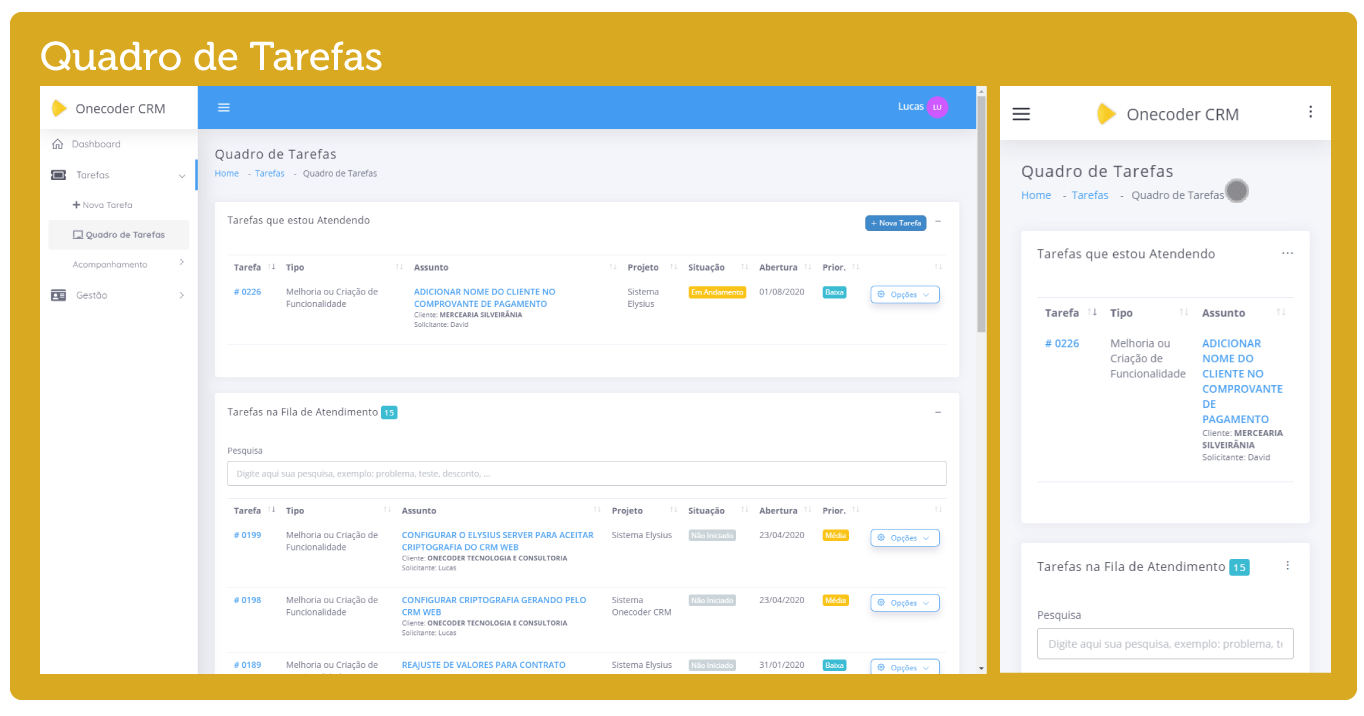 Quadro de Tarefas
Onecoder CRM
Lucas LU
Dashboard
Tarefas
+ Nova Tarefa
Quadro de Tarefas
Acompanhamento
Gestão
Quadro de Tarefas
Home - Tarefas - Quadro de Tarefas
Tarefas que estou Atendendo
+ Nova Tarefa
Tarefa Tipo Assunto Projeto Situação Abertura Prior.
# 0226 Melhoria ou Criação de ADICIONAR NOME DO CLIENTE NO Sistema Em Andamento 01/08/2020 Baixa Opções
Funcionalidade COMPROVANTE DE PAGAMENTO Elysius
Cliente: MERCEARIA SILVEIRÂNIA
Solicitante: David
Tarefas na Fila de Atendimento 15
Pesquisa
Digite aqui sua pesquisa, exemplo: problema, teste, desconto, ...
Tarefa Tipo Assunto Projeto Situação Abertura Prior.
# 0199 Melhoria ou Criação de CONFIGURAR O ELYSIUS SERVER PARA ACEITAR Sistema Elysius Não Iniciado 23/04/2020 Média Opções
Funcionalidade CRIPTOGRAFIA DO CRM WEB
Cliente: ONECODER TECNOLOGIA E CONSULTORIA
Solicitante: Lucas
# 0198 Melhoria ou Criação de CONFIGURAR CRIPTOGRAFIA GERANDO PELO Sistema Não Iniciado 23/04/2020 Média Opções
Funcionalidade CRM WEB Onecoder CRM
Cliente: ONECODER TECNOLOGIA E CONSULTORIA
Solicitante: Lucas
# 0189 Melhoria ou Criação de REAJUSTE DE VALORES PARA CONTRATO Sistema Elysius Não Iniciado 31/01/2020 Baixa Opções
Onecoder CRM
Quadro de Tarefas
Home - Tarefas - Quadro de Tarefas
Tarefas que estou Atendendo
Tarefa Tipo Assunto
# 0226 Melhoria ou ADICIONAR
Criação de NOME DO
Funcionalidade CLIENTE NO
COMPROVANTE
DE
PAGAMENTO
Cliente: MERCEARIA
SILVEIRÂNIA
Solicitante: David
Tarefas na Fila de Atendimento 15
Pesquisa
Digite aqui sua pesquisa, exemplo: problema, t